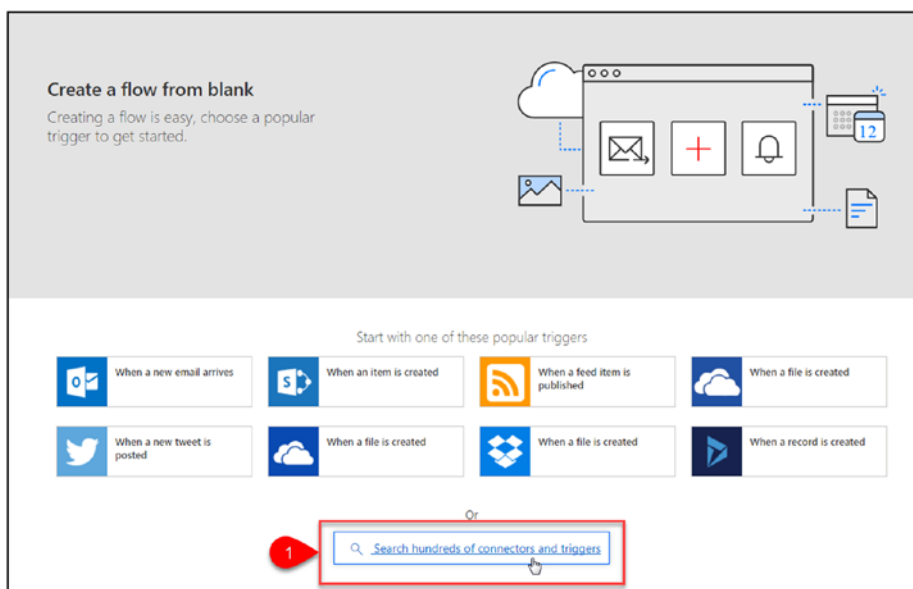 Create a flow from blank
Creating a flow is easy, choose a popular
trigger to get started.
12
Start with one of these popular triggers
When a new email arrives
When an item is created
When a feed item is
published
When a file is created
When a new tweet is
posted
When a file is created
When a file is created
When a record is created
Or
1
Search hundreds of connectors and triggers